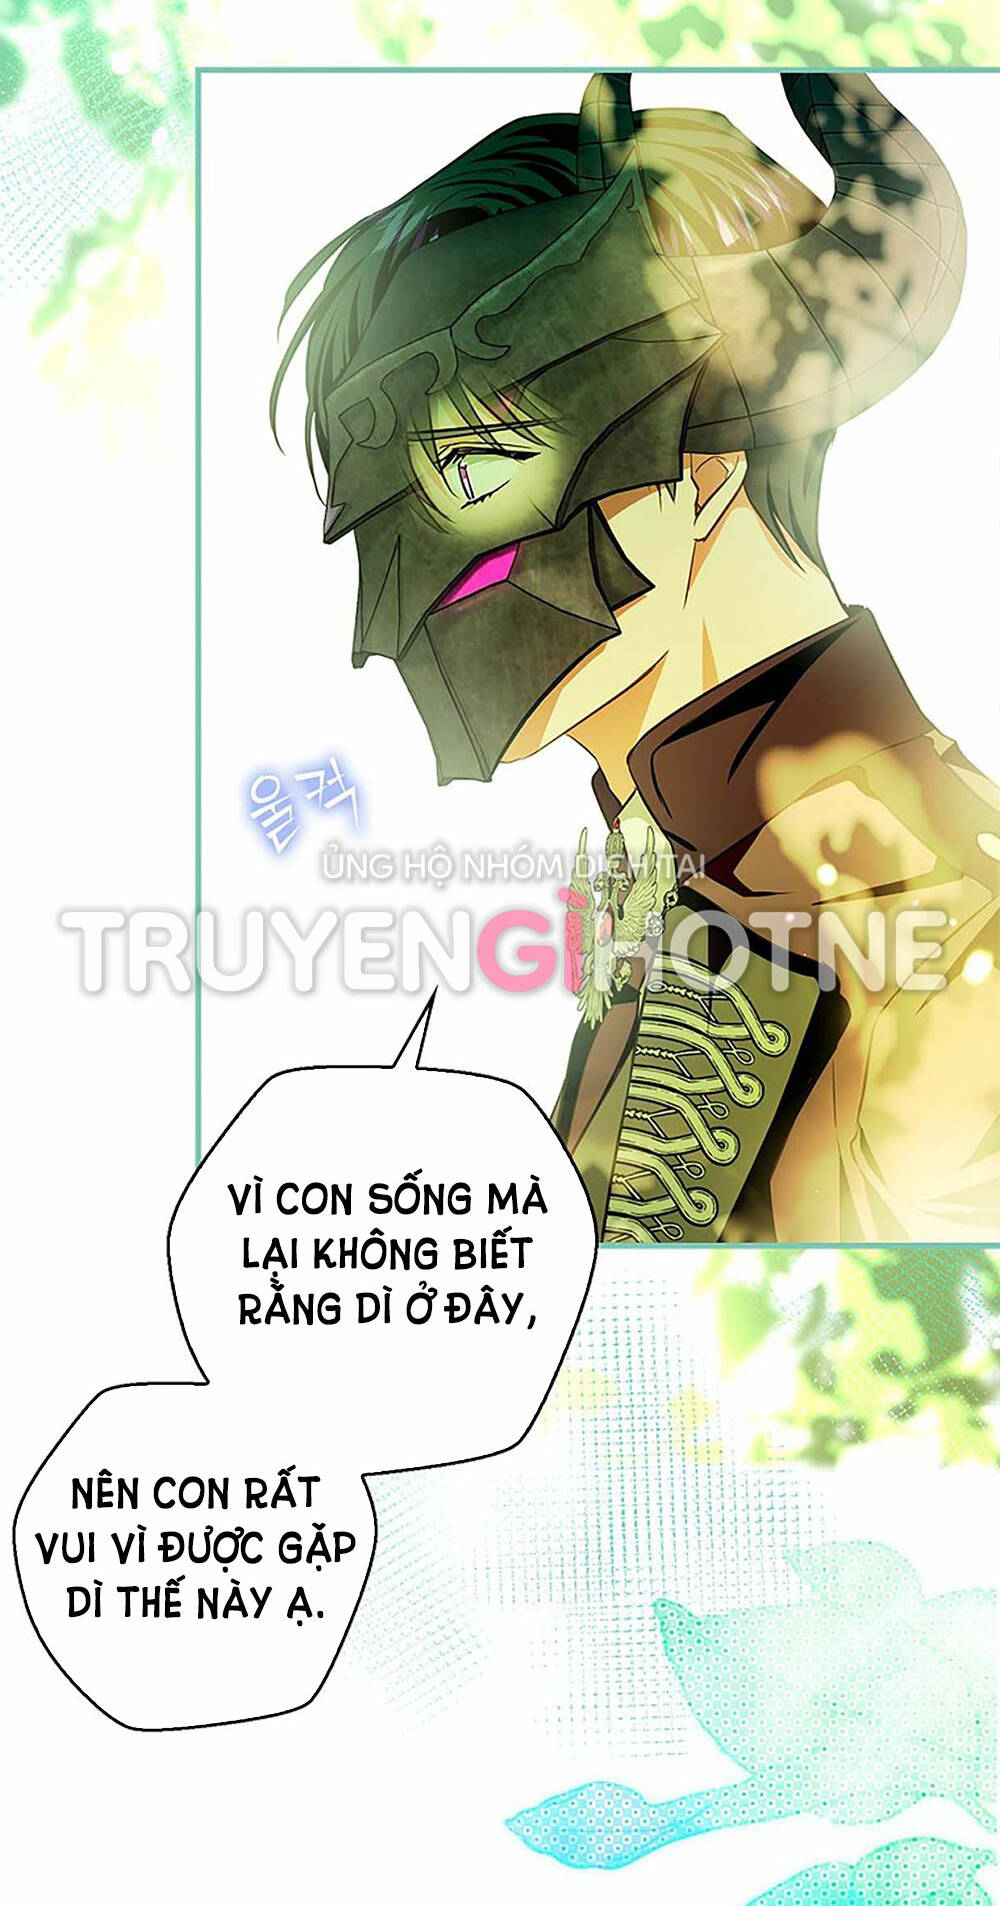 울컥
ỦNG HỘ NHÓM DỊCH TẠI
TRUYENGIHOTNE
VÌ CON SỐNG MÀ
LẠI KHÔNG BIẾT
RẰNG DÌ Ở ĐÂY,
NÊN CON RẤT
VUI VÌ ĐƯỢC GẶP
DÌ THẾ NÀY Ạ.